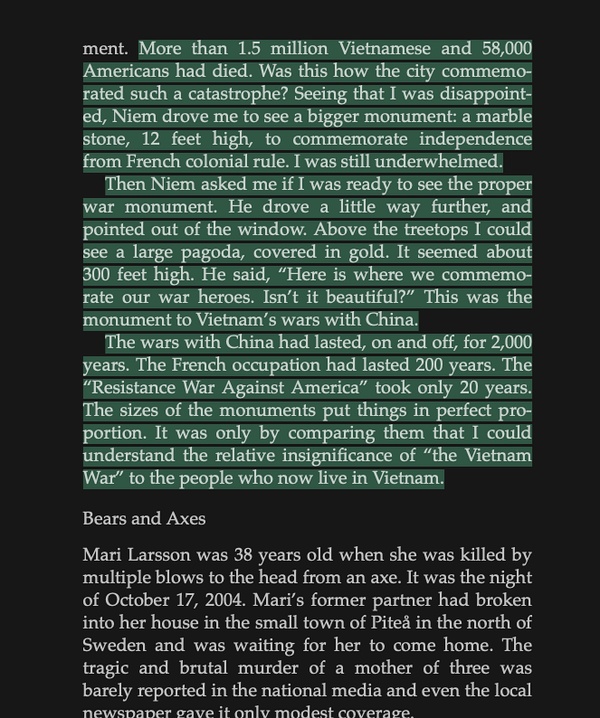 ment. More than 1.5 million Vietnamese and 58,000
Americans had died. Was this how the city commemo-
rated such a catastrophe? Seeing that I was disappoint-
ed, Niem drove me to see a bigger monument: a marble
stone, 12 feet high, to commemorate independence
from French colonial rule. I was still underwhelmed.
Then Niem asked me if I was ready to see the proper
war monument. He drove a little way further, and
pointed out of the window. Above the treetops I could
see a large pagoda, covered in gold. It seemed about
300 feet high. He said, “Here is where we commemo-
rate our war heroes. Isn’t it beautiful?” This was the
monument to Vietnam’s wars with China.
The wars with China had lasted, on and off, for 2,000
years. The French occupation had lasted 200 years. The
“Resistance War Against America” took only 20 years.
The sizes of the monuments put things in perfect pro-
portion. It was only by comparing them that I could
understand the relative insignificance of “the Vietnam
War” to the people who now live in Vietnam.
Bears and Axes
Mari Larsson was 38 years old when she was killed by
multiple blows to the head from an axe. It was the night
of October 17, 2004. Mari’s former partner had broken
into her house in the small town of Piteå in the north of
Sweden and was waiting for her to come home. The
tragic and brutal murder of a mother of three was
barely reported in the national media and even the local
newspaper gave it only modest coverage.